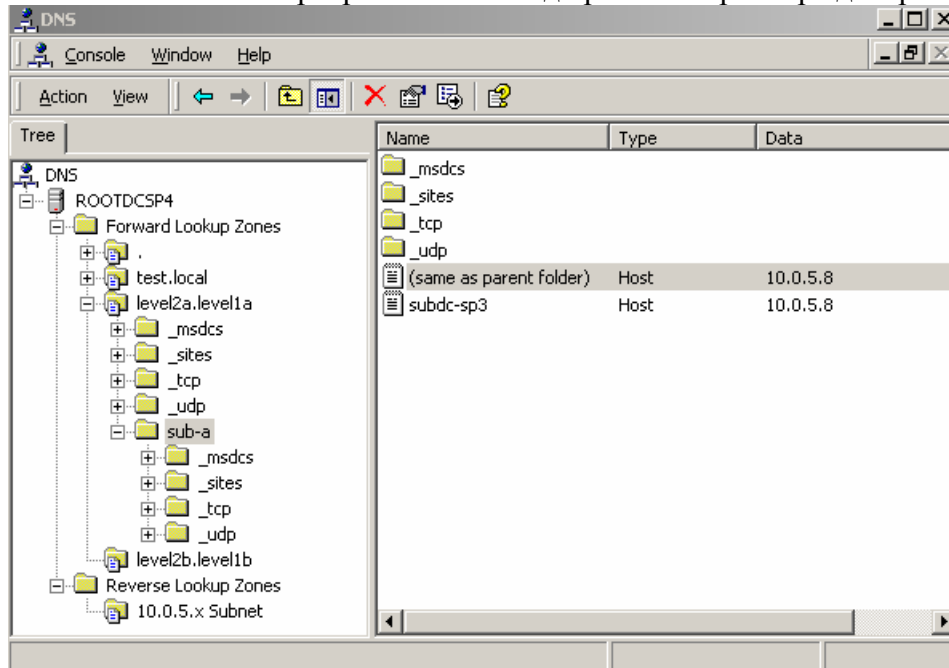 DNS
Console Window Help
Action View
Tree
Name Type Data
DNS
ROOTDCSP4
Forward Lookup Zones
.
test.local
level2a.level1a
_msdcs
_sites
_tcp
_udp
sub-a
_msdcs
_sites
_tcp
_udp
level2b.level1b
Reverse Lookup Zones
10.0.5.x Subnet
_msdcs
_sites
_tcp
_udp
(same as parent folder) Host 10.0.5.8
subdc-sp3 Host 10.0.5.8